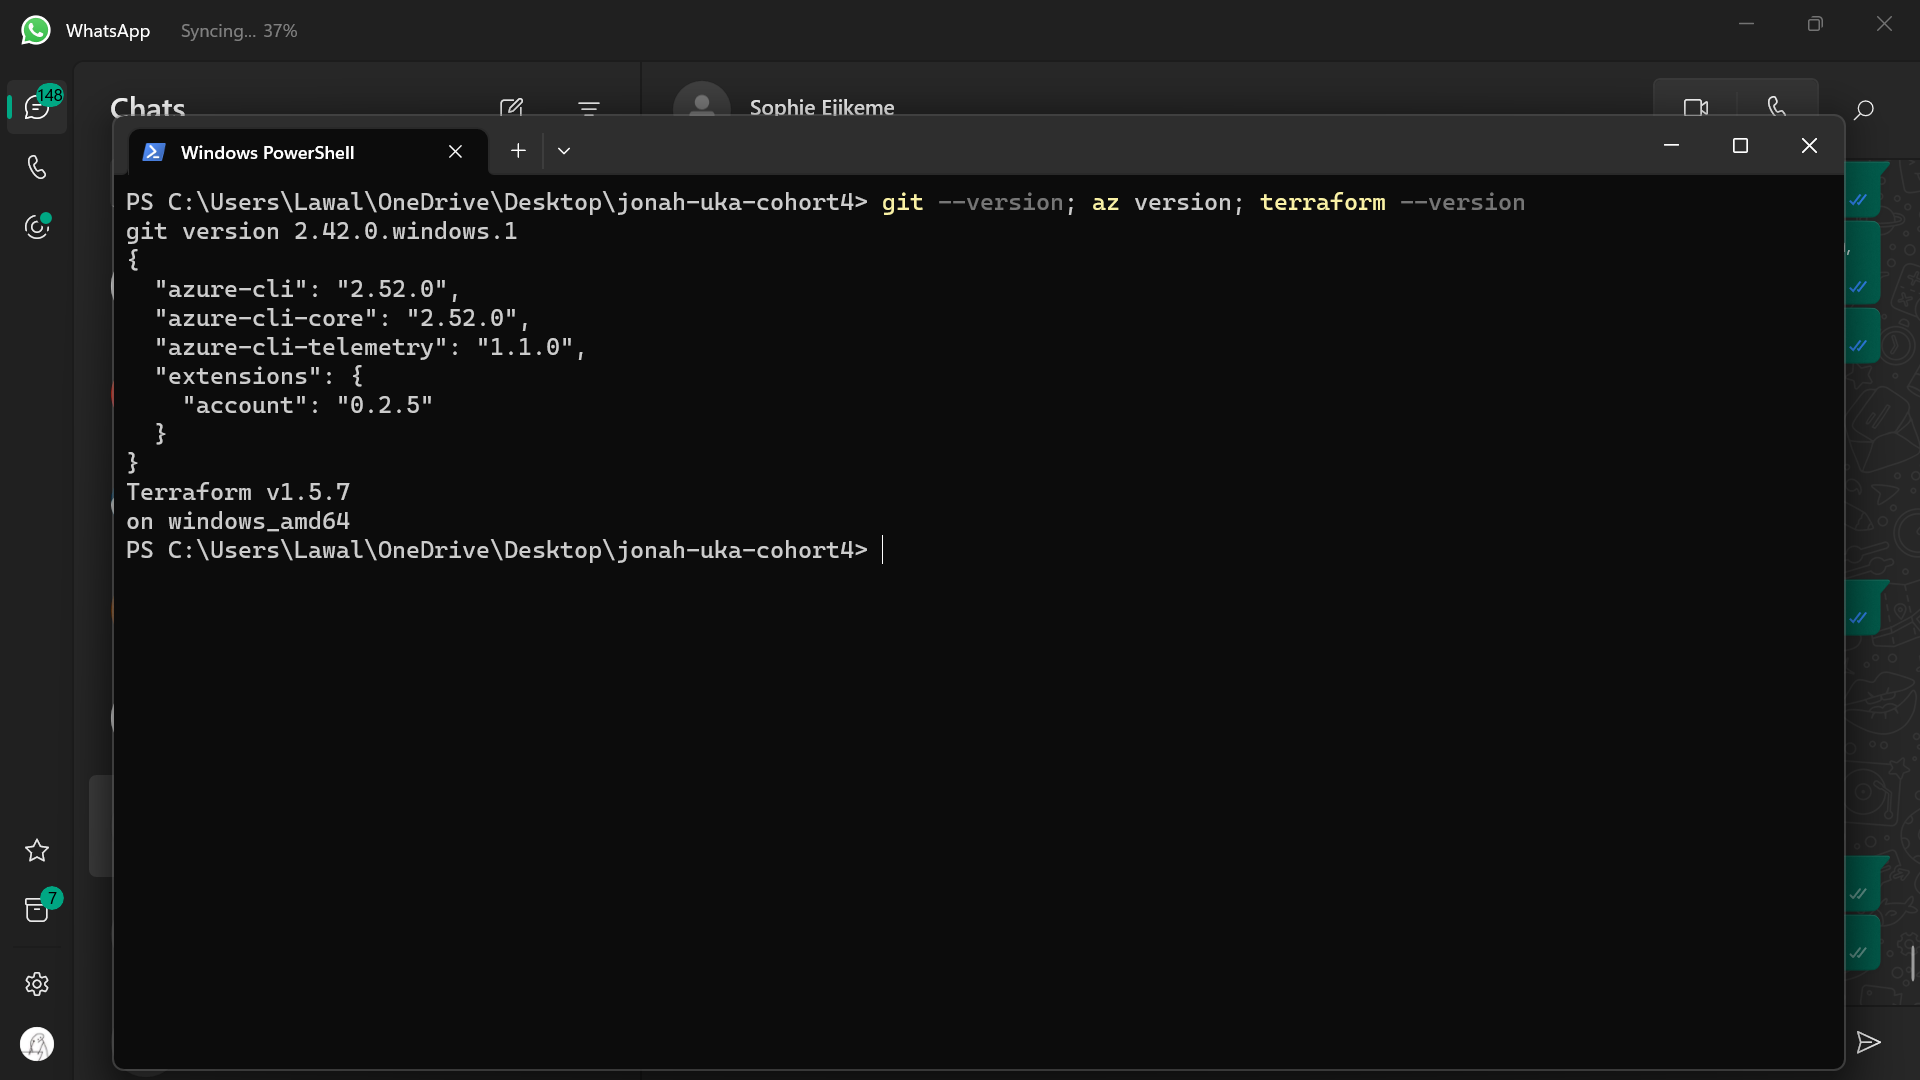 WhatsApp Syncing... 37%
148
Chats
Sophie Ejikeme
Windows PowerShell
PS C:\Users\Lawal\OneDrive\Desktop\jonah-uka-cohort4> git --version; az version; terraform --version
git version 2.42.0.windows.1
{
  "azure-cli": "2.52.0",
  "azure-cli-core": "2.52.0",
  "azure-cli-telemetry": "1.1.0",
  "extensions": {
    "account": "0.2.5"
  }
}
Terraform v1.5.7
on windows_amd64
PS C:\Users\Lawal\OneDrive\Desktop\jonah-uka-cohort4>
7